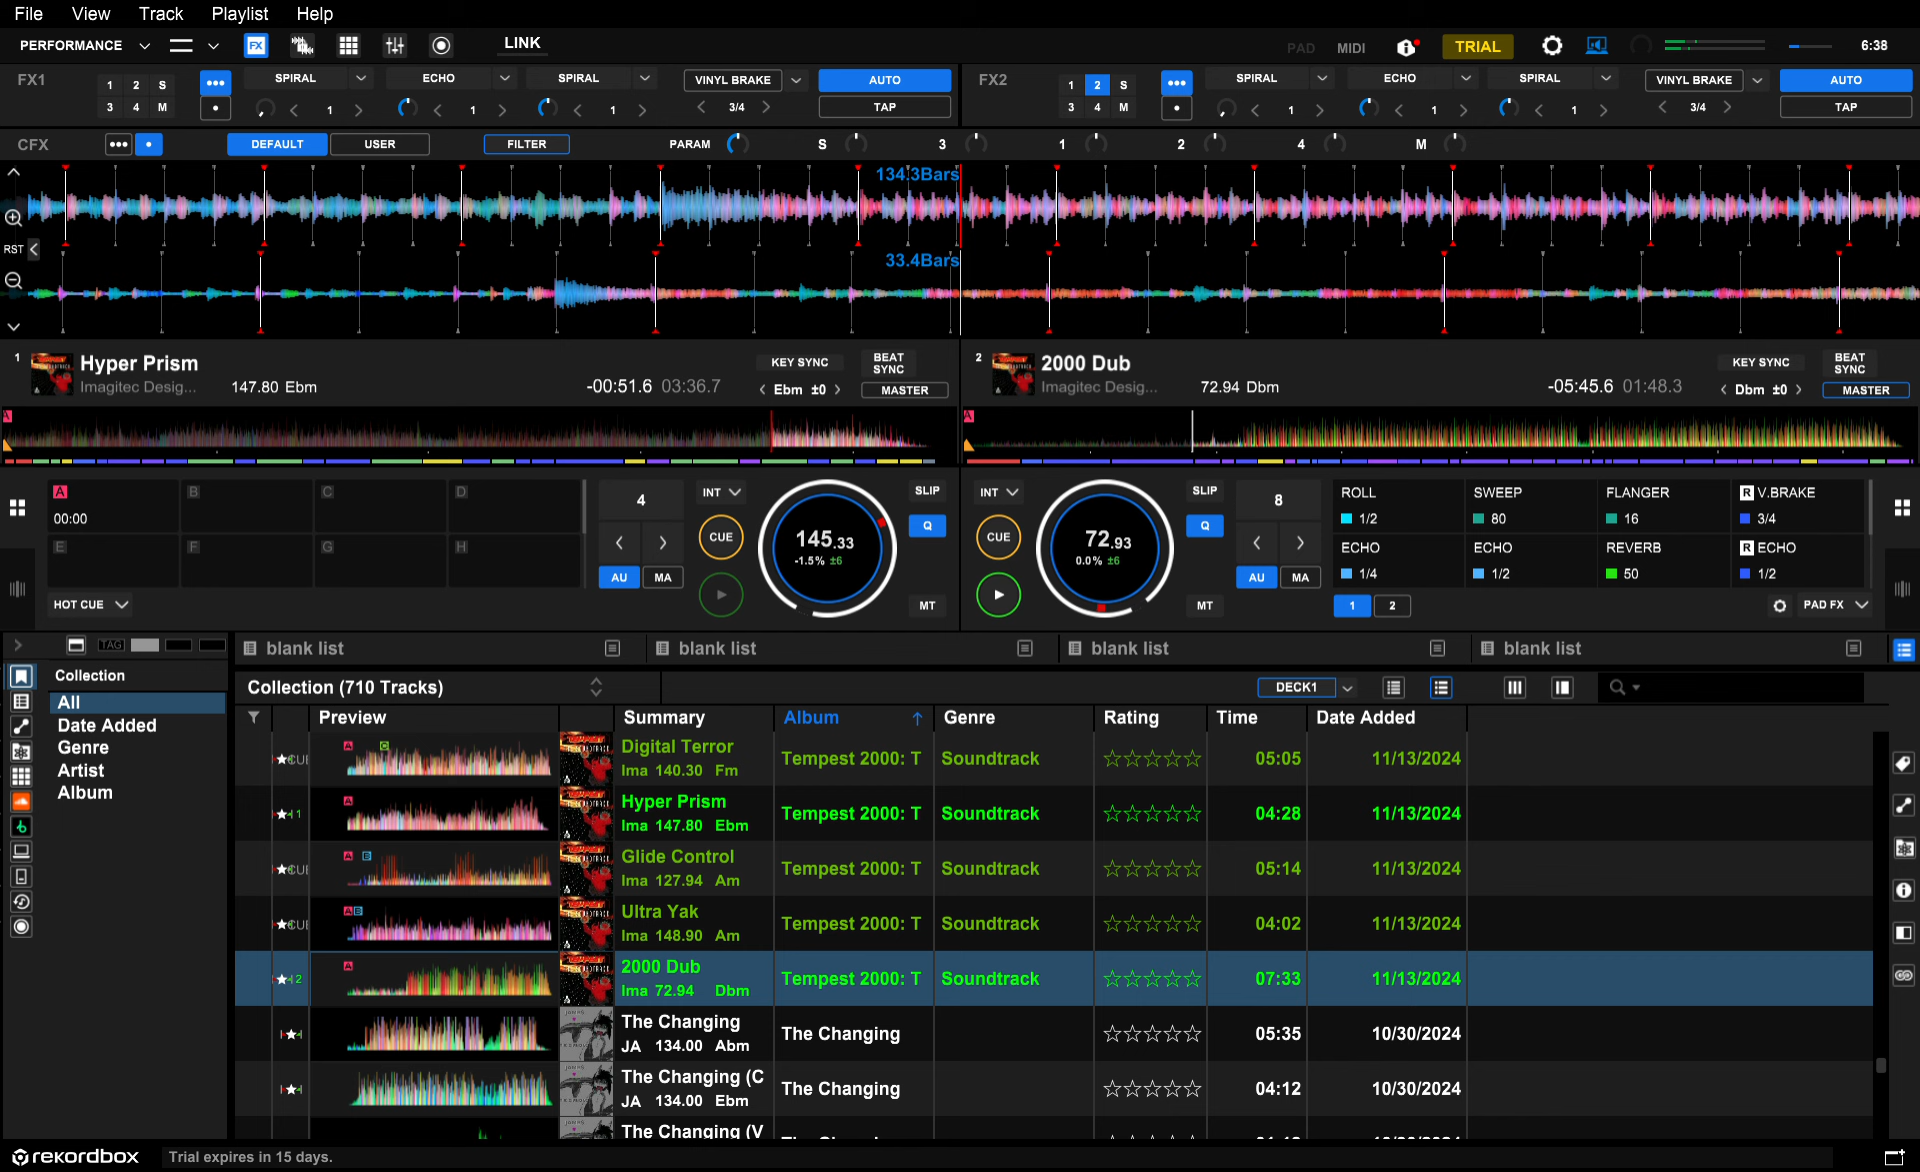 File View Track Playlist Help
PERFORMANCE FX LINK PAD MIDI TRIAL 6:38
FX1 1 2 S SPIRAL ECHO SPIRAL VINYL BRAKE AUTO FX2 1 2 S SPIRAL ECHO SPIRAL VINYL BRAKE AUTO
3 4 M 1 1 1 3/4 TAP 3 4 M 1 1 1 3/4 TAP
CFX DEFAULT USER FILTER PARAM S 3 1 2 4 M
134.3Bars
RST
33.4Bars
1 Hyper Prism KEY SYNC BEAT SYNC 2 2000 Dub KEY SYNC BEAT SYNC
Imagitec Desig... 147.80 Ebm -00:51.6 03:36.7 Ebm ±0 MASTER Imagitec Desig... 72.94 Dbm -05:45.6 01:48.3 Dbm ±0 MASTER
A A
A B C D 4 INT SLIP INT SLIP 8 ROLL SWEEP FLANGER R V.BRAKE
00:00 Q Q 1/2 80 16 3/4
E F G H CUE 145.33 CUE 72.93 ECHO ECHO REVERB R ECHO
-1.5% ±6 0.0% ±6
AU MA AU MA 1/4 1/2 50 1/2
HOT CUE MT MT 1 2 PAD FX
TAG blank list blank list blank list blank list
Collection Collection (710 Tracks) DECK1
All
Date Added
Genre
Artist
Album
Preview Summary Album Genre Rating Time Date Added
A C Digital Terror
CUE Ima 140.30 Fm Tempest 2000: T Soundtrack 05:05 11/13/2024
A Hyper Prism
1 Ima 147.80 Ebm Tempest 2000: T Soundtrack 04:28 11/13/2024
A B Glide Control
CUE Ima 127.94 Am Tempest 2000: T Soundtrack 05:14 11/13/2024
A B Ultra Yak
CUE Ima 148.90 Am Tempest 2000: T Soundtrack 04:02 11/13/2024
A 2000 Dub
2 Ima 72.94 Dbm Tempest 2000: T Soundtrack 07:33 11/13/2024
The Changing
JA 134.00 Abm The Changing 05:35 10/30/2024
The Changing (C
JA 134.00 Ebm The Changing 04:12 10/30/2024
The Changing (V
rekordbox Trial expires in 15 days.